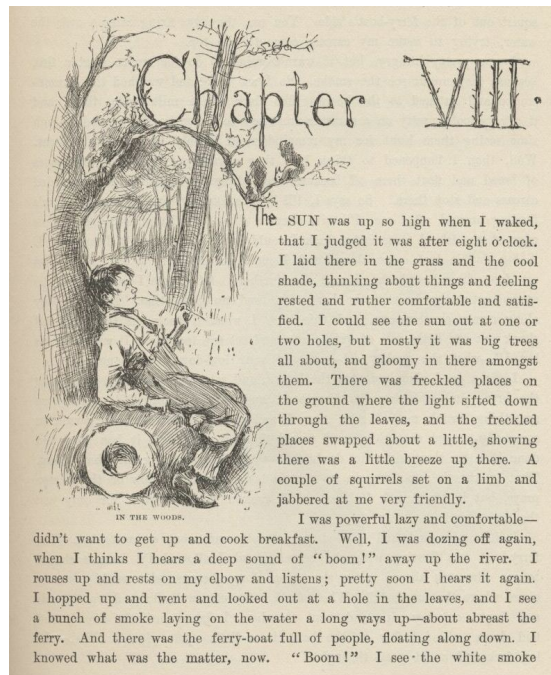 Chapter VIII.
The SUN was up so high when I waked,
that I judged it was after eight o'clock.
I laid there in the grass and the cool
shade, thinking about things and feeling
rested and ruther comfortable and satis-
fied. I could see the sun out at one or
two holes, but mostly it was big trees
all about, and gloomy in there amongst
them. There was freckled places on
the ground where the light sifted down
through the leaves, and the freckled
places swapped about a little, showing
there was a little breeze up there. A
couple of squirrels set on a limb and
jabbered at me very friendly.
IN THE WOODS.
I was powerful lazy and comfortable—
didn't want to get up and cook breakfast. Well, I was dozing off again,
when I thinks I hears a deep sound of "boom!" away up the river. I
rouses up and rests on my elbow and listens; pretty soon I hears it again.
I hopped up and went and looked out at a hole in the leaves, and I see
a bunch of smoke laying on the water a long ways up—about abreast the
ferry. And there was the ferry-boat full of people, floating along down. I
knowed what was the matter, now. "Boom!" I see the white smoke